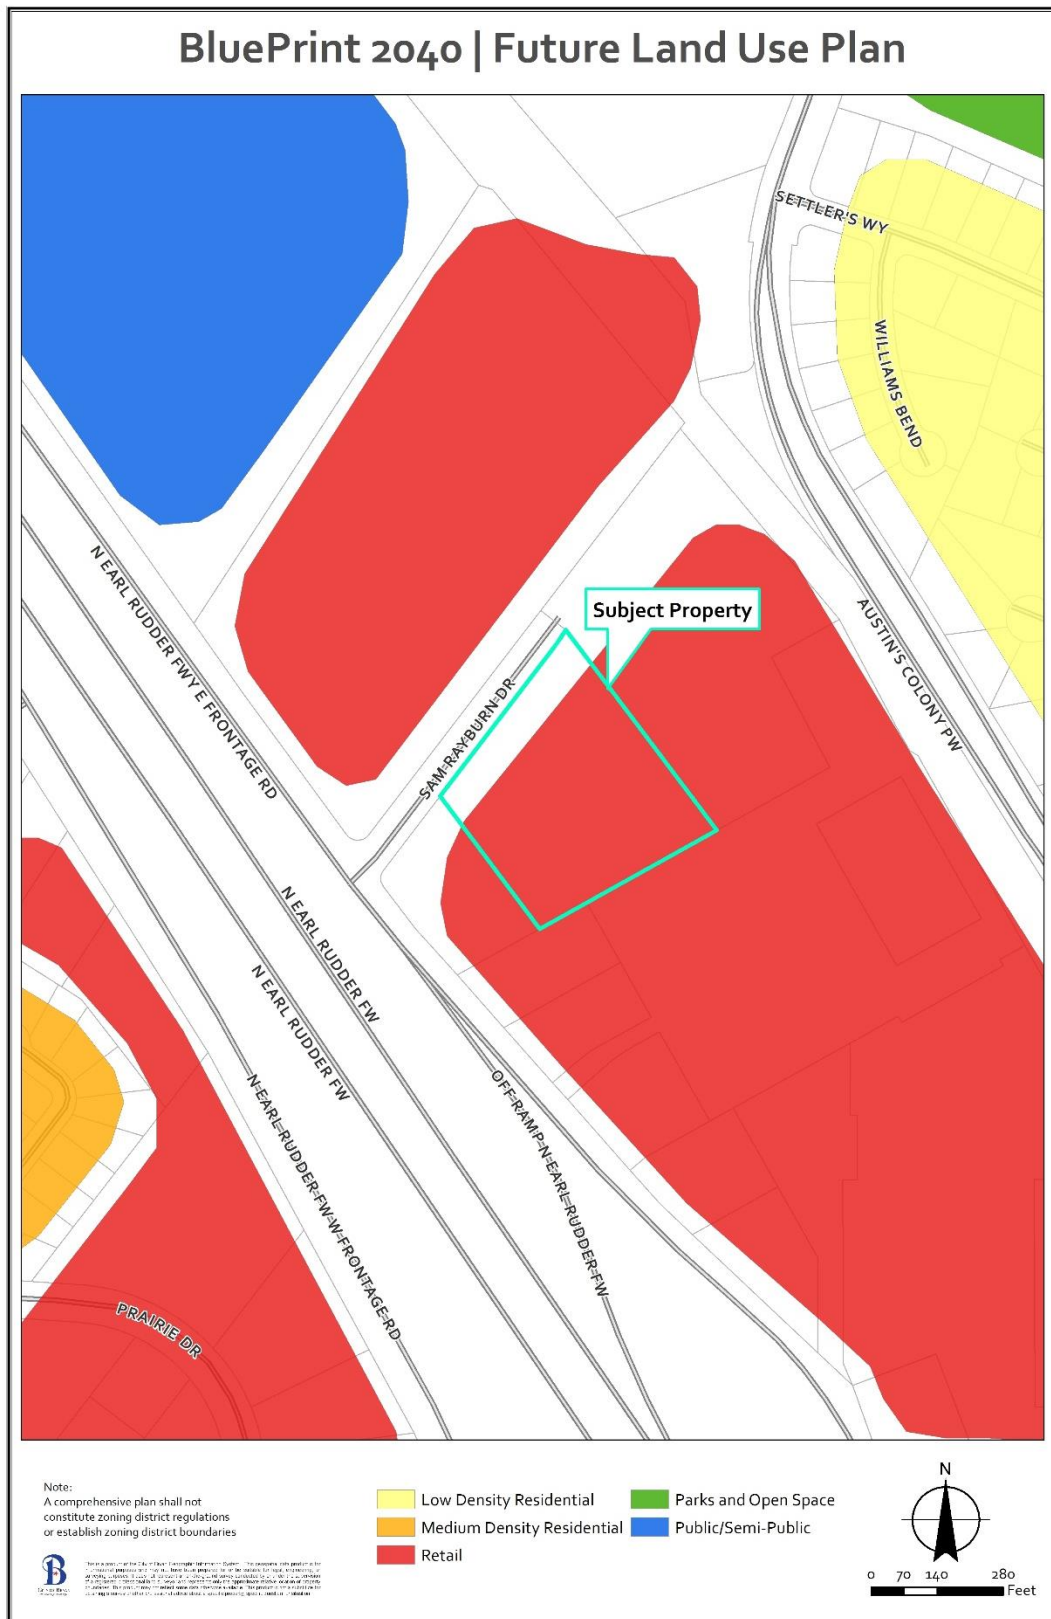 BluePrint 2040 | Future Land Use Plan
SETTLER'S WY
WILLIAMS BEND
N EARL RUDDER FWY E FRONTAGE RD
Subject Property
AUSTIN'S COLONY PW
SAM RAYBURN DR
N EARL RUDDER FW
N EARL RUDDER FW
N EARL RUDDER FW W FRONTAGE RD
OFF RAMP N EARL RUDDER FW
PRAIRIE DR
Note:
A comprehensive plan shall not
constitute zoning district regulations
or establish zoning district boundaries
Low Density Residential
Medium Density Residential
Retail
Parks and Open Space
Public/Semi-Public
N
0 70 140 280
Feet